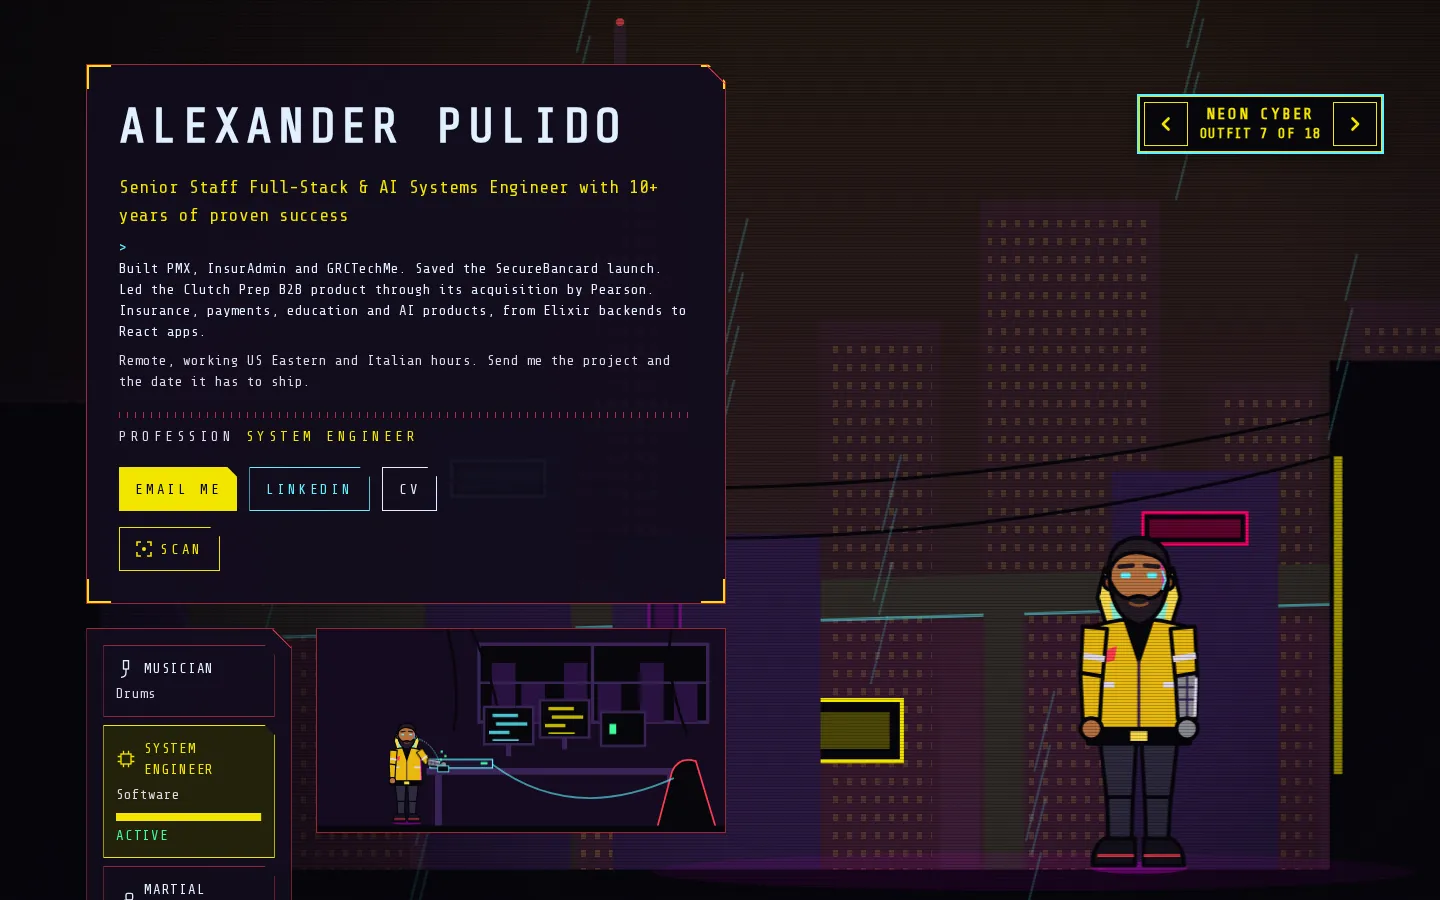 ALEXANDER PULIDO
NEON CYBER
OUTFIT 7 OF 18
Senior Staff Full-Stack & AI Systems Engineer with 10+
years of proven success
>
Built PMX, InsurAdmin and GRCTechMe. Saved the SecureBancard launch.
Led the Clutch Prep B2B product through its acquisition by Pearson.
Insurance, payments, education and AI products, from Elixir backends to
React apps.
Remote, working US Eastern and Italian hours. Send me the project and
the date it has to ship.
PROFESSION SYSTEM ENGINEER
EMAIL ME
LINKEDIN
CV
SCAN
MUSICIAN
Drums
SYSTEM
ENGINEER
Software
ACTIVE
MARTIAL